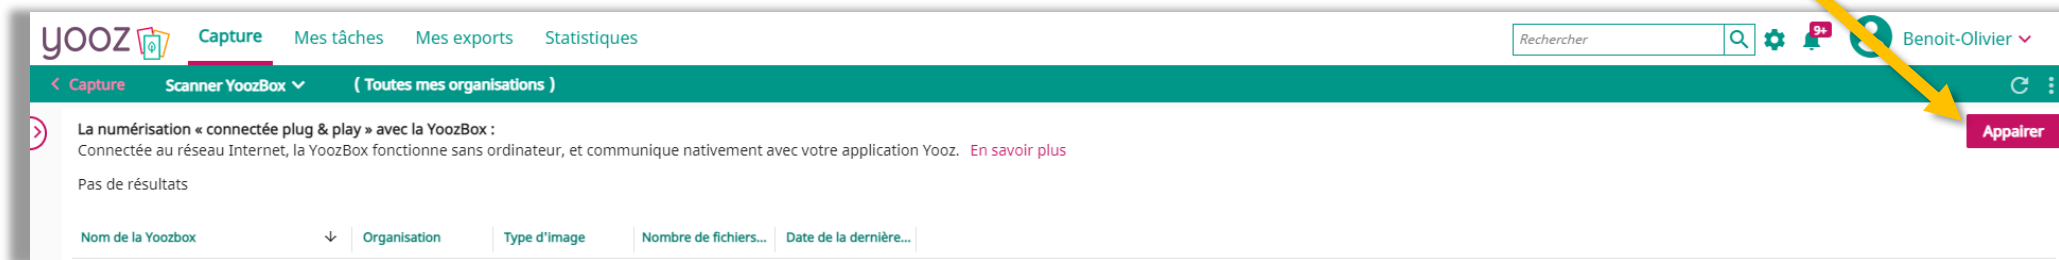 yooz Capture Mes tâches Mes exports Statistiques Rechercher 9+ Benoit-Olivier
Capture Scanner YoozBox ( Toutes mes organisations )
La numérisation « connectée plug & play » avec la YoozBox :
Appairer
Connectée au réseau Internet, la YoozBox fonctionne sans ordinateur, et communique nativement avec votre application Yooz. En savoir plus
Pas de résultats
Nom de la Yoozbox Organisation Type d'image Nombre de fichiers... Date de la dernière...